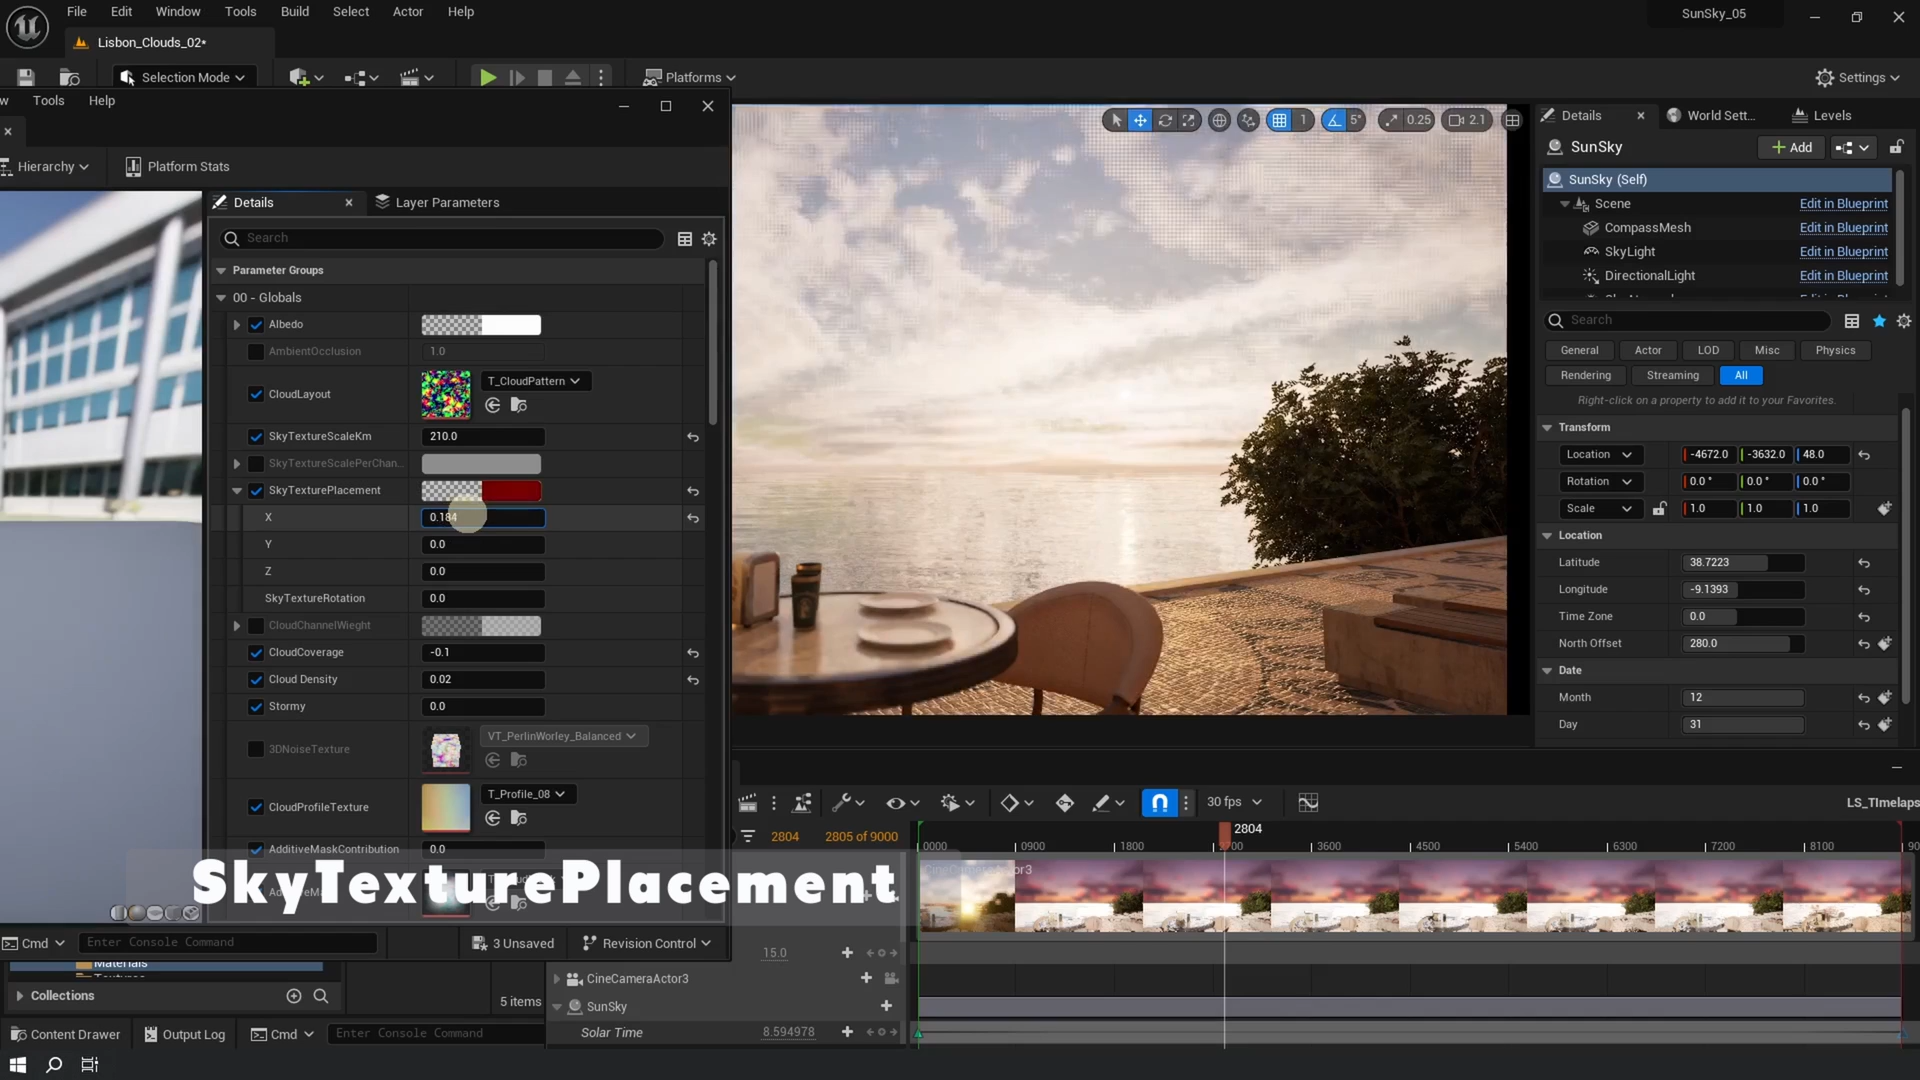 File Edit Window Tools Build Select Actor Help
SunSky_05
Lisbon_Clouds_02*
Selection Mode
Platforms
Settings
w Tools Help
Hierarchy
Platform Stats
Details
Layer Parameters
Search
Parameter Groups
00 - Globals
Albedo
AmbientOcclusion 1.0
CloudLayout T_CloudPattern
SkyTextureScaleKm 210.0
SkyTextureScalePerChan...
SkyTexturePlacement
X 0.184
Y 0.0
Z 0.0
SkyTextureRotation 0.0
CloudChannelWieght
CloudCoverage -0.1
Cloud Density 0.02
Stormy 0.0
3DNoiseTexture VT_PerlinWorley_Balanced
CloudProfileTexture T_Profile_08
AdditiveMaskContribution 0.0
SkyTexturePlacement
Cmd Enter Console Command
3 Unsaved
Revision Control
Materials
Collections
5 items
Content Drawer Output Log Cmd Enter Console Command
1 5° 0.25 2.1
Details World Sett... Levels
SunSky
Add
SunSky (Self)
Scene Edit in Blueprint
CompassMesh Edit in Blueprint
SkyLight Edit in Blueprint
DirectionalLight Edit in Blueprint
Search
General Actor LOD Misc Physics
Rendering Streaming All
Right-click on a property to add it to your Favorites.
Transform
Location -4672.0 -3632.0 48.0
Rotation 0.0 ° 0.0 ° 0.0 °
Scale 1.0 1.0 1.0
Location
Latitude 38.7223
Longitude -9.1393
Time Zone 0.0
North Offset 280.0
Date
Month 12
Day 31
30 fps
LS_TImelaps
2804 2805 of 9000
2804
0000 0900 1800 2700 3600 4500 5400 6300 7200 8100 90
15.0
CineCameraActor3
SunSky
Solar Time 8.594978